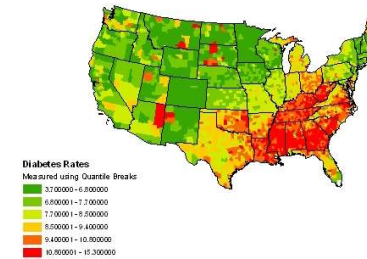 Diabetes Rates
Measured using Quantile Breaks
3.700000 - 6.800000
6.800001 - 7.700000
7.700001 - 8.500000
8.500001 - 9.400000
9.400001 - 10.800000
10.800001 - 15.300000